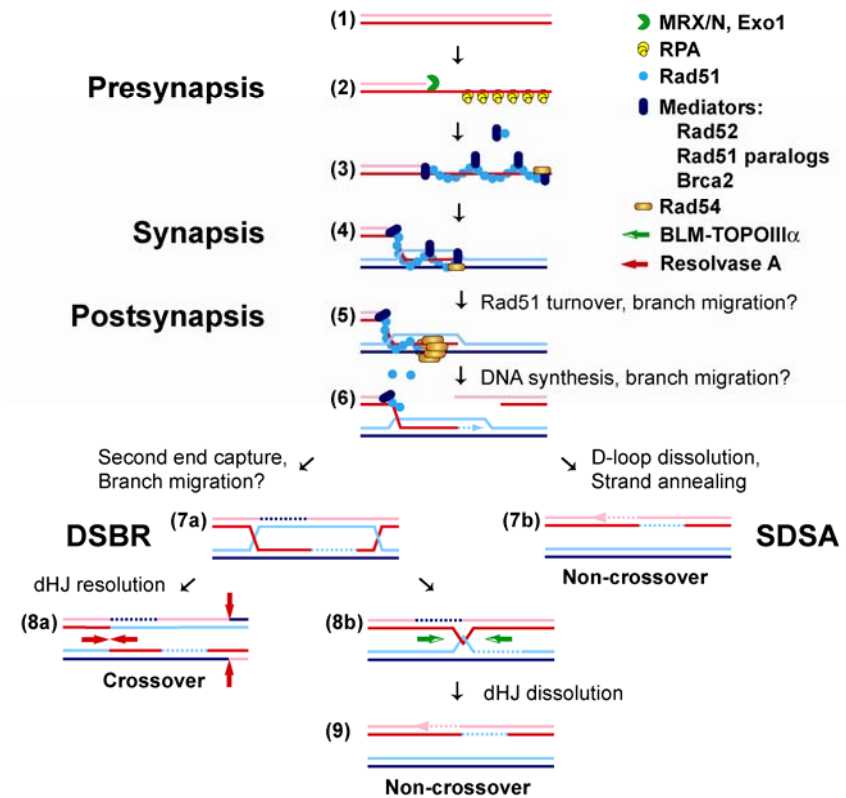 (1)
MRX/N, Exo1
RPA
Presynapsis
(2)
Rad51
Mediators:
Rad52
Rad51 paralogs
Brca2
(3)
Rad54
Synapsis
(4)
BLM-TOPOIIIα
Resolvase A
Rad51 turnover, branch migration?
Postsynapsis
(5)
DNA synthesis, branch migration?
(6)
Second end capture,
Branch migration?
D-loop dissolution,
Strand annealing
(7a)
(7b)
DSBR
SDSA
Non-crossover
dHJ resolution
(8a)
(8b)
Crossover
dHJ dissolution
(9)
Non-crossover